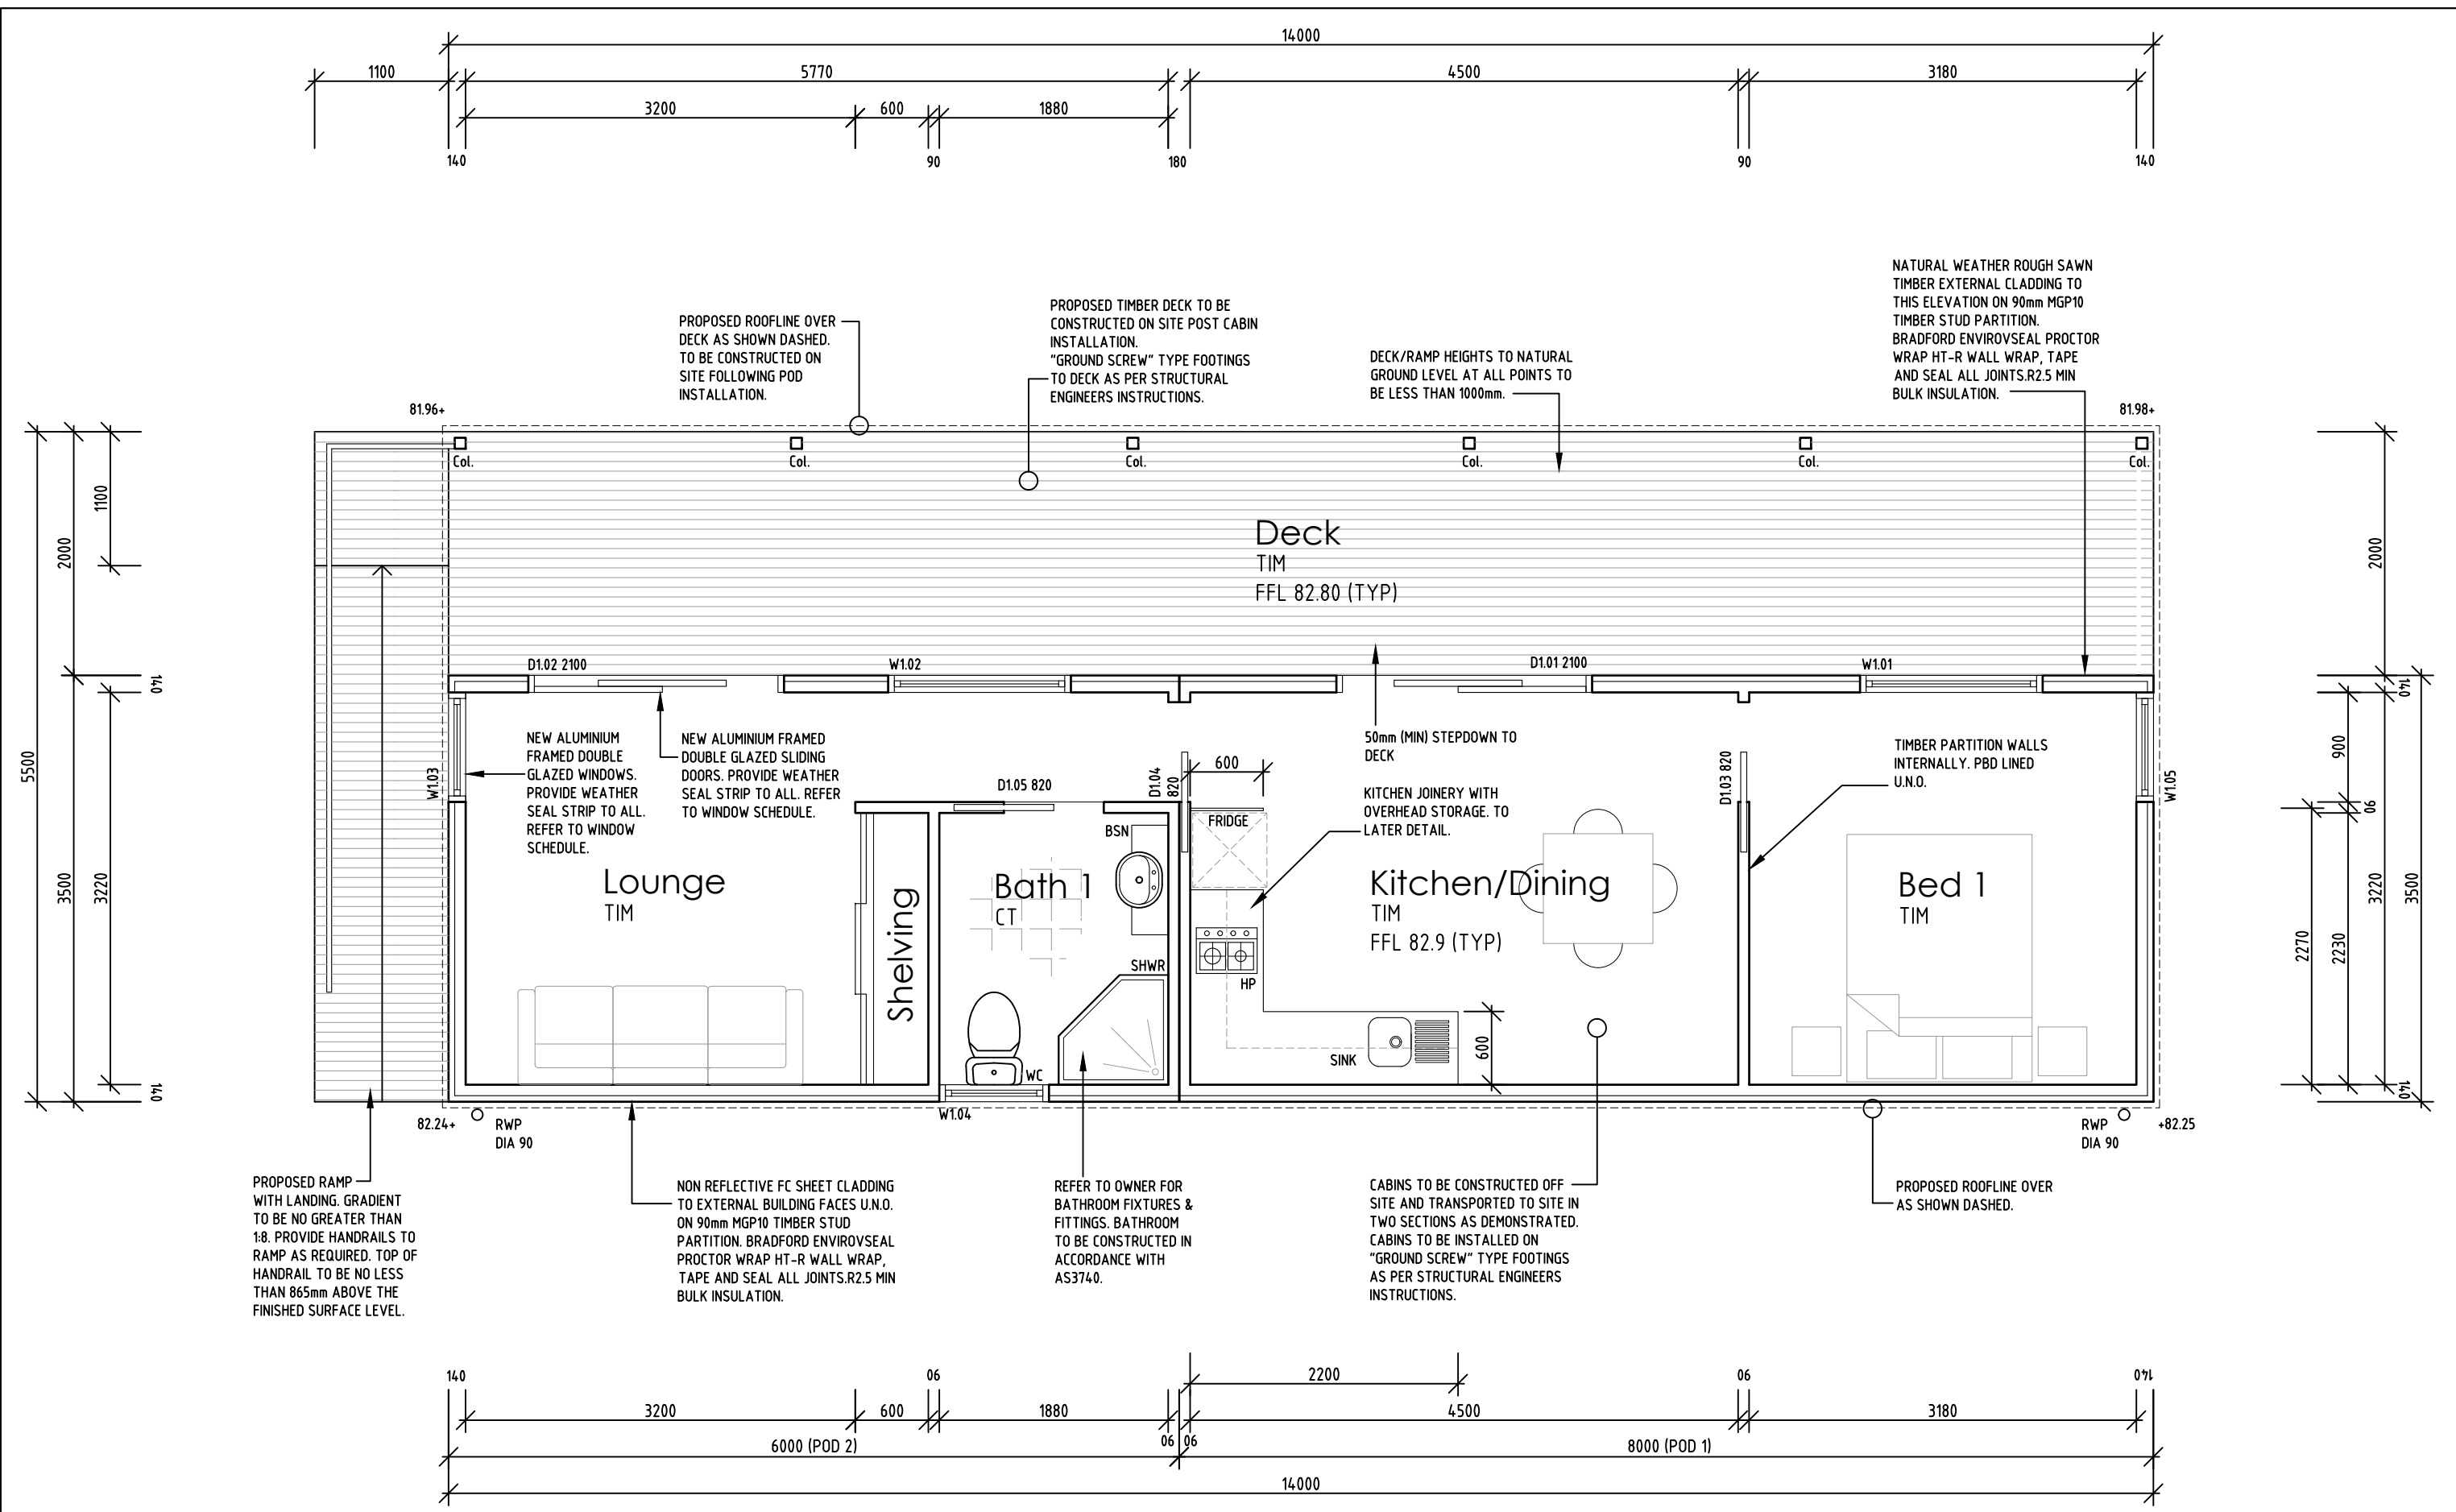 14000
1100
5770
4500
3180
3200
600
1880
140
90
180
90
140
NATURAL WEATHER ROUGH SAWN
TIMBER EXTERNAL CLADDING TO
THIS ELEVATION ON 90mm MGP10
TIMBER STUD PARTITION.
BRADFORD ENVIROVSEAL PROCTOR
WRAP HT-R WALL WRAP, TAPE
AND SEAL ALL JOINTS.R2.5 MIN
BULK INSULATION.
PROPOSED TIMBER DECK TO BE
CONSTRUCTED ON SITE POST CABIN
INSTALLATION.
"GROUND SCREW" TYPE FOOTINGS
TO DECK AS PER STRUCTURAL
ENGINEERS INSTRUCTIONS.
PROPOSED ROOFLINE OVER
DECK AS SHOWN DASHED.
TO BE CONSTRUCTED ON
SITE FOLLOWING POD
INSTALLATION.
DECK/RAMP HEIGHTS TO NATURAL
GROUND LEVEL AT ALL POINTS TO
BE LESS THAN 1000mm.
81.96+
81.98+
Col.
Col.
Col.
Col.
Col.
Col.
5500
2000
1100
140
3500
3220
140
2000
140
900
90
3220
3500
2270
2230
140
Deck
TIM
FFL 82.80 (TYP)
D1.02 2100
W1.02
D1.01 2100
W1.01
W1.03
NEW ALUMINIUM
FRAMED DOUBLE
GLAZED WINDOWS.
PROVIDE WEATHER
SEAL STRIP TO ALL.
REFER TO WINDOW
SCHEDULE.
NEW ALUMINIUM FRAMED
DOUBLE GLAZED SLIDING
DOORS. PROVIDE WEATHER
SEAL STRIP TO ALL. REFER
TO WINDOW SCHEDULE.
D1.05 820
D1.04
820
600
50mm (MIN) STEPDOWN TO
DECK
KITCHEN JOINERY WITH
OVERHEAD STORAGE. TO
LATER DETAIL.
D1.03 820
TIMBER PARTITION WALLS
INTERNALLY. PBD LINED
U.N.O.
W1.05
BSN
FRIDGE
Lounge
TIM
Shelving
Bath 1
CT
Kitchen/Dining
TIM
FFL 82.9 (TYP)
Bed 1
TIM
SHWR
HP
SINK
600
WC
W1.04
82.24+
RWP
DIA 90
RWP
DIA 90
+82.25
PROPOSED RAMP
WITH LANDING. GRADIENT
TO BE NO GREATER THAN
1:8. PROVIDE HANDRAILS TO
RAMP AS REQUIRED. TOP OF
HANDRAIL TO BE NO LESS
THAN 865mm ABOVE THE
FINISHED SURFACE LEVEL.
NON REFLECTIVE FC SHEET CLADDING
TO EXTERNAL BUILDING FACES U.N.O.
ON 90mm MGP10 TIMBER STUD
PARTITION. BRADFORD ENVIROVSEAL
PROCTOR WRAP HT-R WALL WRAP,
TAPE AND SEAL ALL JOINTS.R2.5 MIN
BULK INSULATION.
REFER TO OWNER FOR
BATHROOM FIXTURES &
FITTINGS. BATHROOM
TO BE CONSTRUCTED IN
ACCORDANCE WITH
AS3740.
CABINS TO BE CONSTRUCTED OFF
SITE AND TRANSPORTED TO SITE IN
TWO SECTIONS AS DEMONSTRATED.
CABINS TO BE INSTALLED ON
"GROUND SCREW" TYPE FOOTINGS
AS PER STRUCTURAL ENGINEERS
INSTRUCTIONS.
PROPOSED ROOFLINE OVER
AS SHOWN DASHED.
140
90
2200
90
140
3200
600
1880
4500
3180
6000 (POD 2)
90
90
8000 (POD 1)
14000